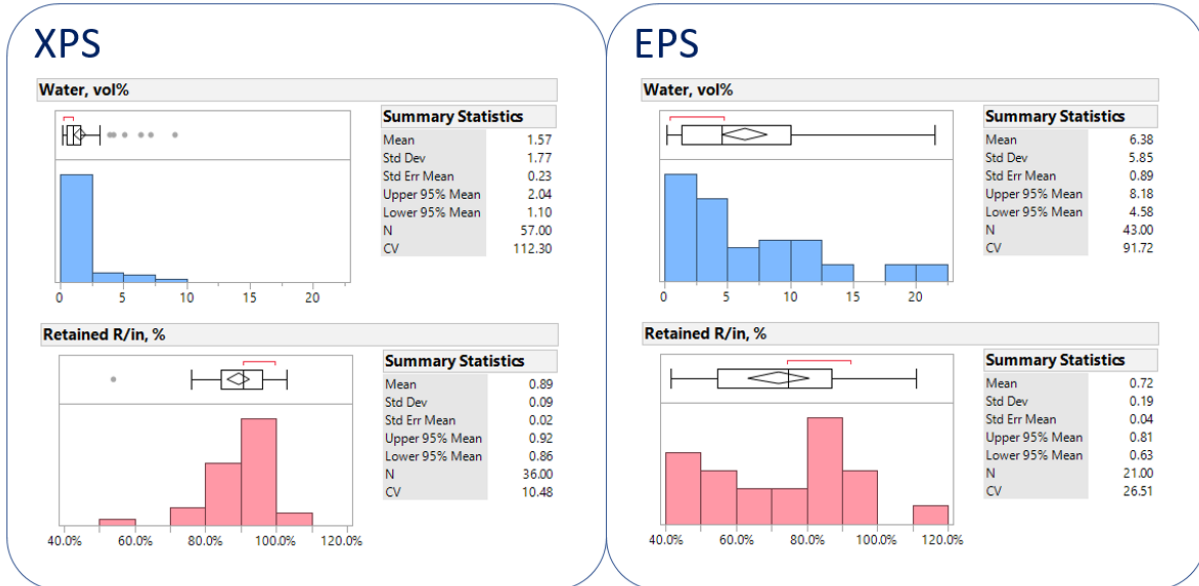 XPS
Water, vol%
Summary Statistics
Mean 1.57
Std Dev 1.77
Std Err Mean 0.23
Upper 95% Mean 2.04
Lower 95% Mean 1.10
N 57.00
CV 112.30
0 5 10 15 20
Retained R/in, %
Summary Statistics
Mean 0.89
Std Dev 0.09
Std Err Mean 0.02
Upper 95% Mean 0.92
Lower 95% Mean 0.86
N 36.00
CV 10.48
40.0% 60.0% 80.0% 100.0% 120.0%
EPS
Water, vol%
Summary Statistics
Mean 6.38
Std Dev 5.85
Std Err Mean 0.89
Upper 95% Mean 8.18
Lower 95% Mean 4.58
N 43.00
CV 91.72
0 5 10 15 20
Retained R/in, %
Summary Statistics
Mean 0.72
Std Dev 0.19
Std Err Mean 0.04
Upper 95% Mean 0.81
Lower 95% Mean 0.63
N 21.00
CV 26.51
40.0% 60.0% 80.0% 100.0% 120.0%